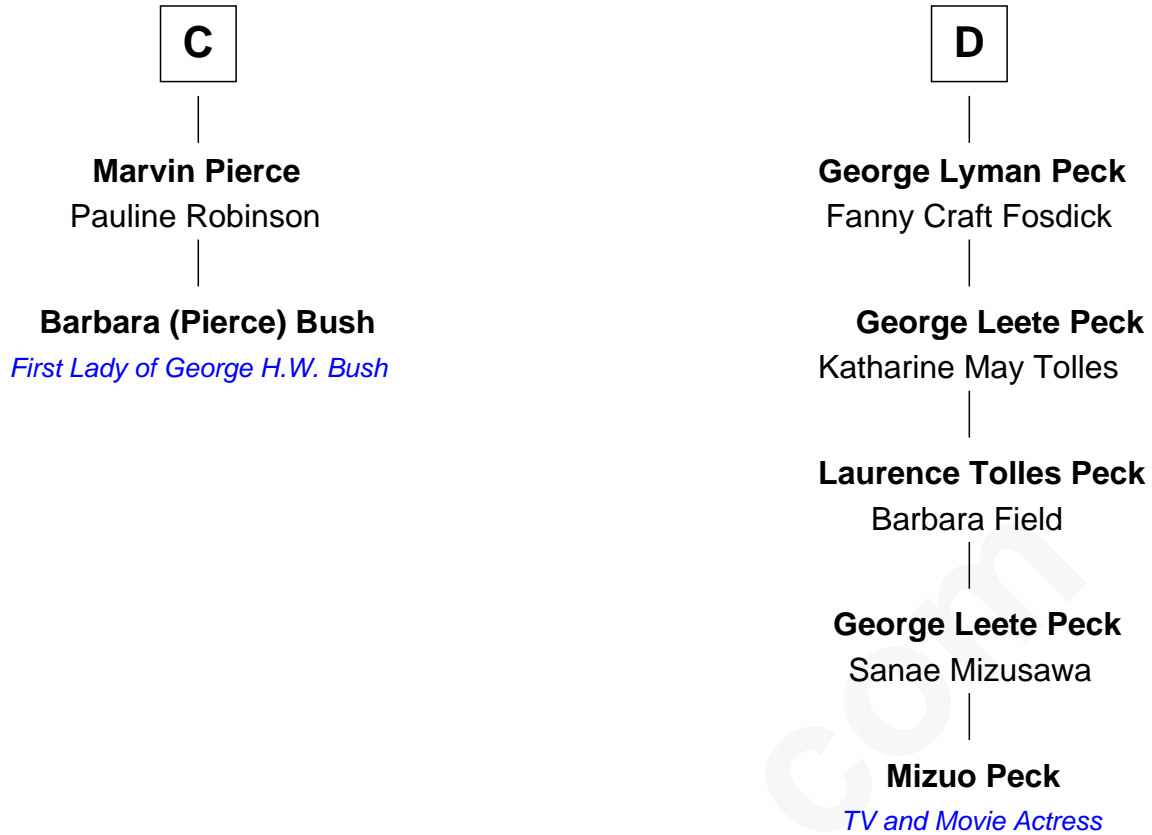 C
Marvin Pierce
Pauline Robinson
Barbara (Pierce) Bush
First Lady of George H.W. Bush
D
George Lyman Peck
Fanny Craft Fosdick
George Leete Peck
Katharine May Tolles
Laurence Tolles Peck
Barbara Field
George Leete Peck
Sanae Mizusawa
Mizuo Peck
TV and Movie Actress
com